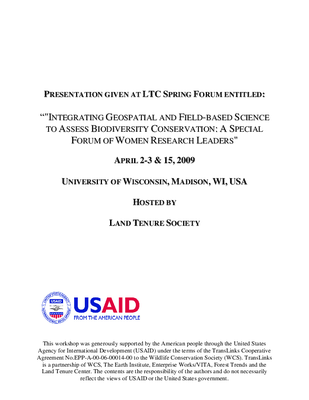 PRESENTATION GIVEN AT LTC SPRING FORUM ENTITLED:
“"INTEGRATING GEOSPATIAL AND FIELD-BASED SCIENCE
TO ASSESS BIODIVERSITY CONSERVATION: A SPECIAL
FORUM OF WOMEN RESEARCH LEADERS”
APRIL 2-3 & 15, 2009
UNIVERSITY OF WISCONSIN, MADISON, WI, USA
HOSTED BY
LAND TENURE SOCIETY
USAID
FROM THE AMERICAN PEOPLE
This workshop was generously supported by the American people through the United States
Agency for International Development (USAID) under the terms of the TransLinks Cooperative
Agreement No.EPP-A-00-06-00014-00 to the Wildlife Conservation Society (WCS). TransLinks
is a partnership of WCS, The Earth Institute, Enterprise Works/VITA, Forest Trends and the
Land Tenure Center. The contents are the responsibility of the authors and do not necessarily
reflect the views of USAID or the United States government.